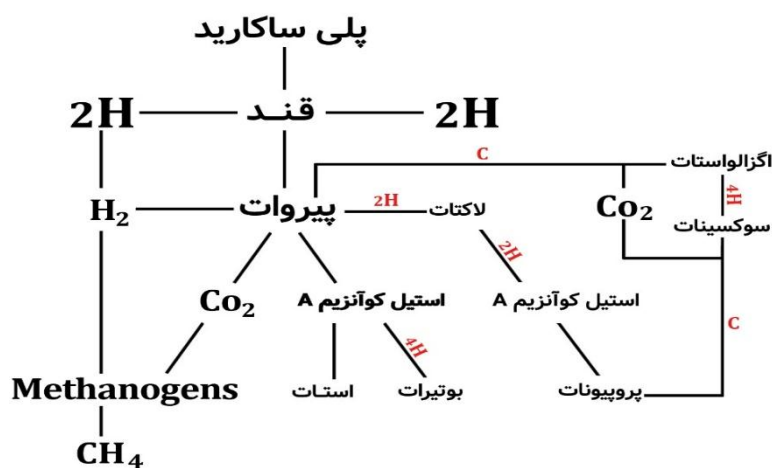 پلی ساکارید
2H قند 2H
C اگزالواستات
H₂ پیروات 2H لاکتات Co₂ 4H
سوکسینات
2H
Co₂ استیل کوآنزیم A استیل کوآنزیم A
4H C
Methanogens استات بوتیرات پروپیونات
CH₄